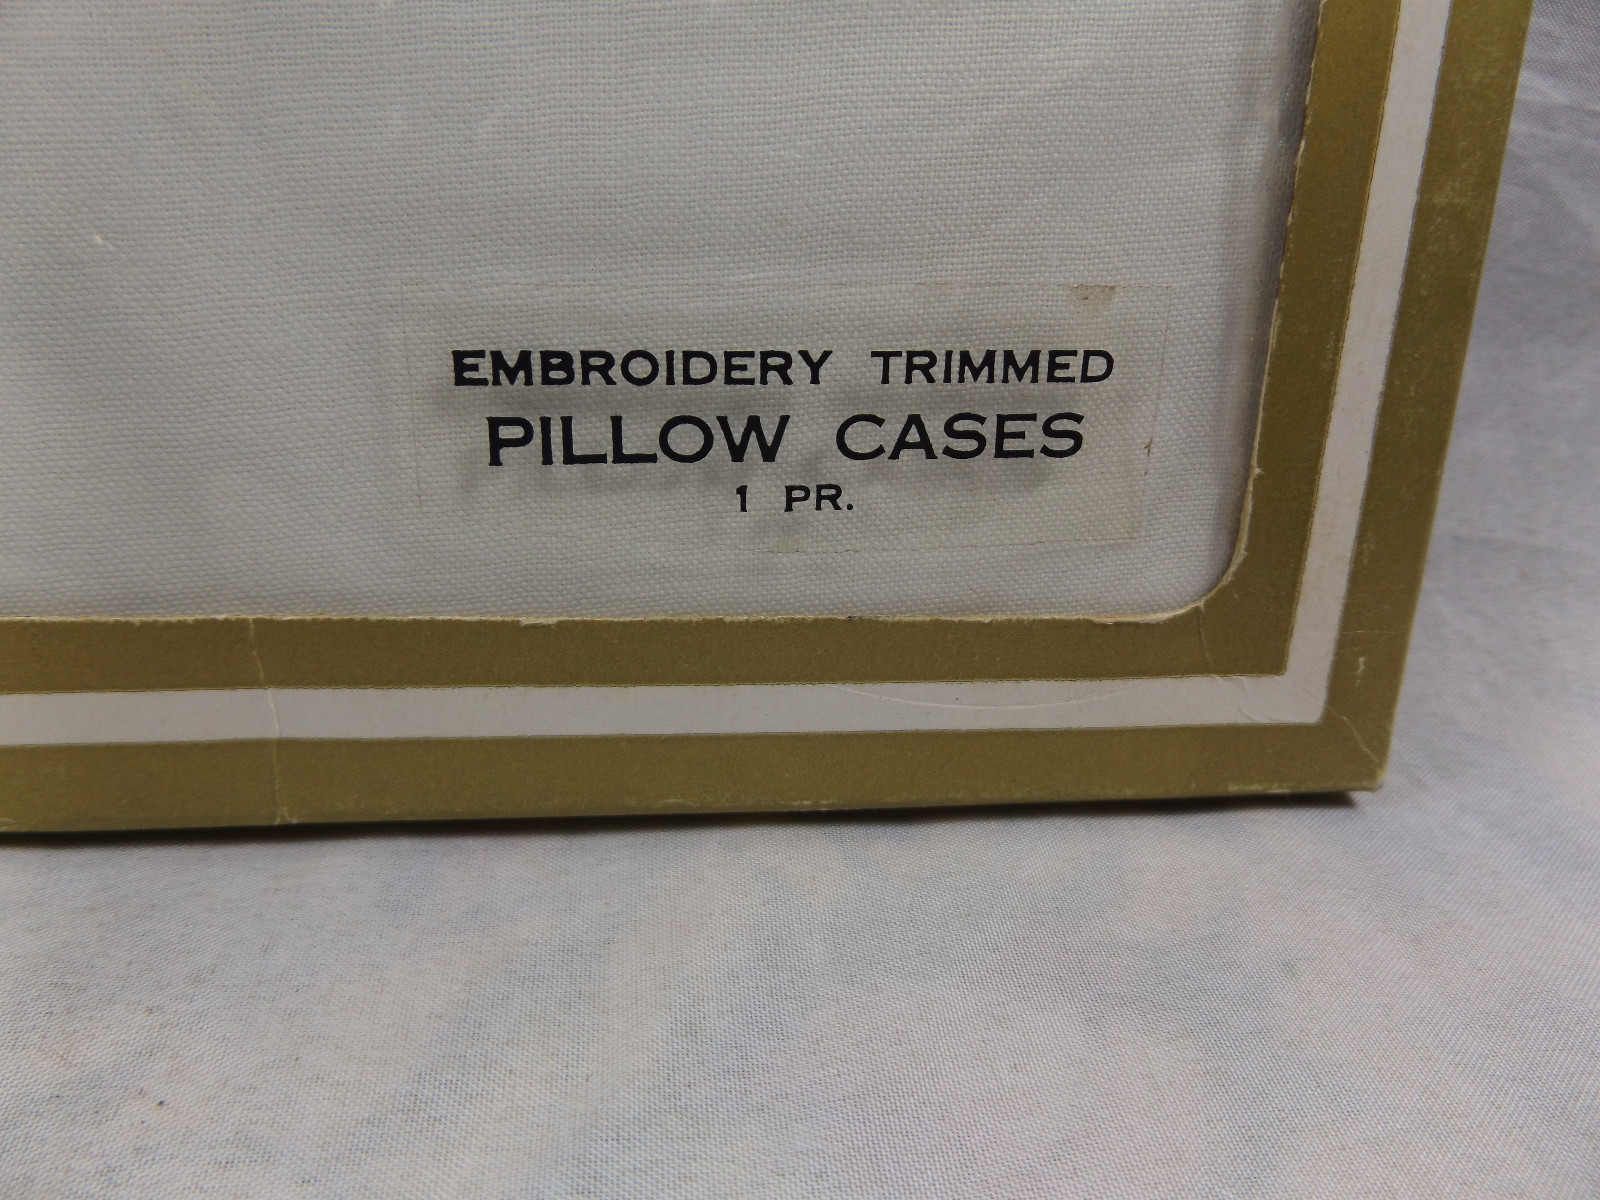 EMBROIDERY TRIMMED
PILLOW CASES
1 PR.